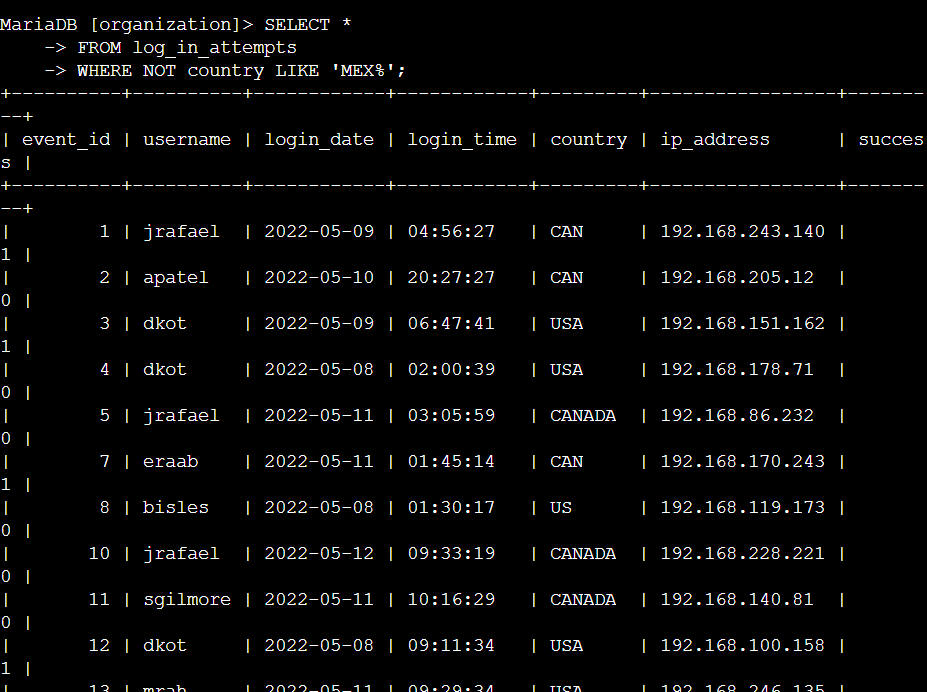 MariaDB [organization]> SELECT *
    -> FROM log_in_attempts
    -> WHERE NOT country LIKE 'MEX%';
+----------+----------+------------+------------+---------+-----------------+-------
--+
| event_id | username | login_date | login_time | country | ip_address      | succes
s |
+----------+----------+------------+------------+---------+-----------------+-------
--+
|        1 | jrafael  | 2022-05-09 | 04:56:27   | CAN     | 192.168.243.140 |
1 |
|        2 | apatel   | 2022-05-10 | 20:27:27   | CAN     | 192.168.205.12  |
0 |
|        3 | dkot     | 2022-05-09 | 06:47:41   | USA     | 192.168.151.162 |
1 |
|        4 | dkot     | 2022-05-08 | 02:00:39   | USA     | 192.168.178.71  |
0 |
|        5 | jrafael  | 2022-05-11 | 03:05:59   | CANADA  | 192.168.86.232  |
0 |
|        7 | eraab    | 2022-05-11 | 01:45:14   | CAN     | 192.168.170.243 |
1 |
|        8 | bisles   | 2022-05-08 | 01:30:17   | US      | 192.168.119.173 |
0 |
|       10 | jrafael  | 2022-05-12 | 09:33:19   | CANADA  | 192.168.228.221 |
0 |
|       11 | sgilmore | 2022-05-11 | 10:16:29   | CANADA  | 192.168.140.81  |
0 |
|       12 | dkot     | 2022-05-08 | 09:11:34   | USA     | 192.168.100.158 |
1 |
|       13 | mrah     | 2022-05-11 | 09:29:34   | USA     | 192.168.246.135 |